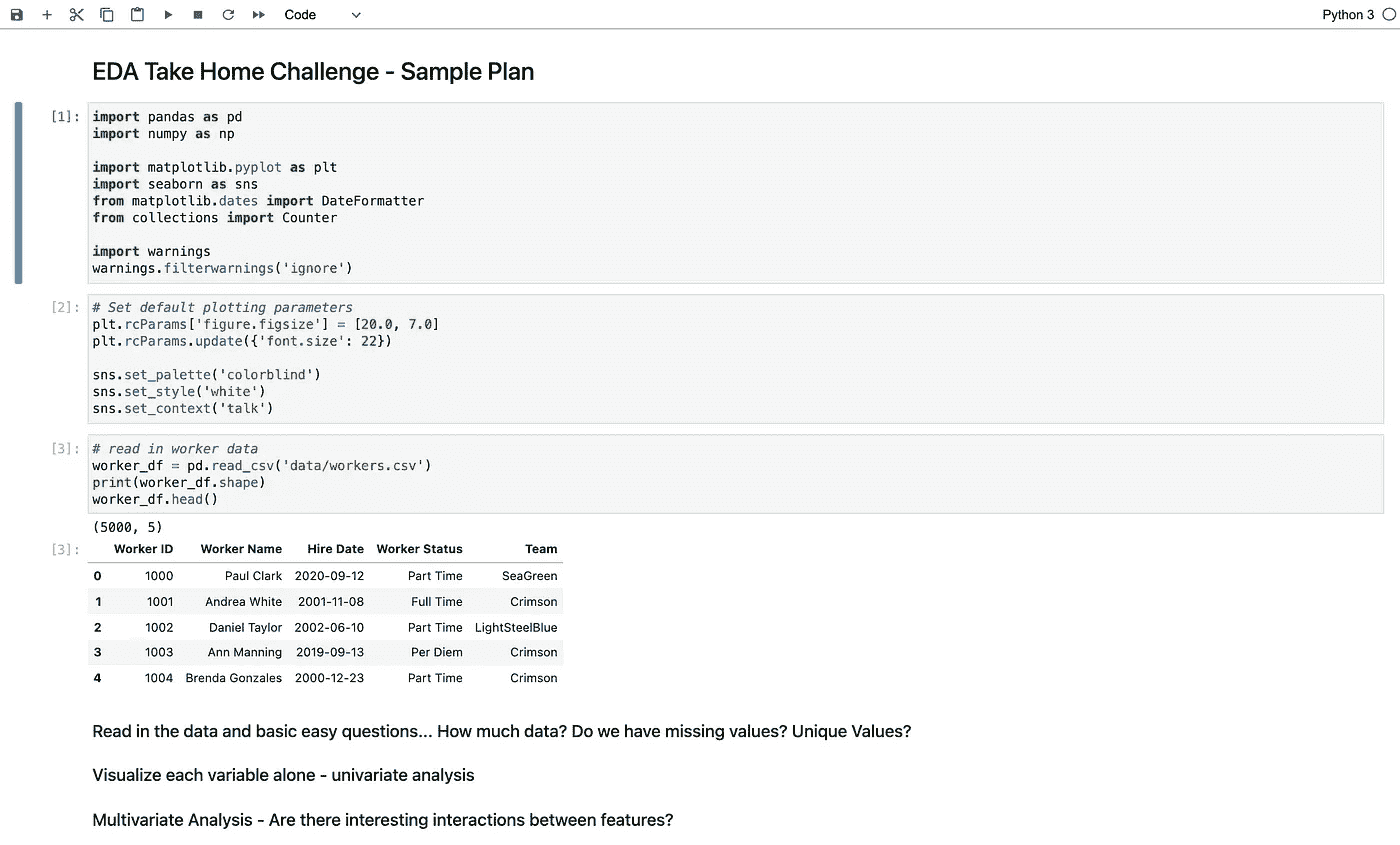 Code
Python 3
EDA Take Home Challenge - Sample Plan
[1]:
import pandas as pd
import numpy as np
import matplotlib.pyplot as plt
import seaborn as sns
from matplotlib.dates import DateFormatter
from collections import Counter
import warnings
warnings.filterwarnings('ignore')
[2]:
# Set default plotting parameters
plt.rcParams['figure.figsize'] = [20.0, 7.0]
plt.rcParams.update({'font.size': 22})
sns.set_palette('colorblind')
sns.set_style('white')
sns.set_context('talk')
[3]:
# read in worker data
worker_df = pd.read_csv('data/workers.csv')
print(worker_df.shape)
worker_df.head()
(5000, 5)
[3]:
Worker ID Worker Name Hire Date Worker Status Team
0 1000 Paul Clark 2020-09-12 Part Time SeaGreen
1 1001 Andrea White 2001-11-08 Full Time Crimson
2 1002 Daniel Taylor 2002-06-10 Part Time LightSteelBlue
3 1003 Ann Manning 2019-09-13 Per Diem Crimson
4 1004 Brenda Gonzales 2000-12-23 Part Time Crimson
Read in the data and basic easy questions... How much data? Do we have missing values? Unique Values?
Visualize each variable alone - univariate analysis
Multivariate Analysis - Are there interesting interactions between features?